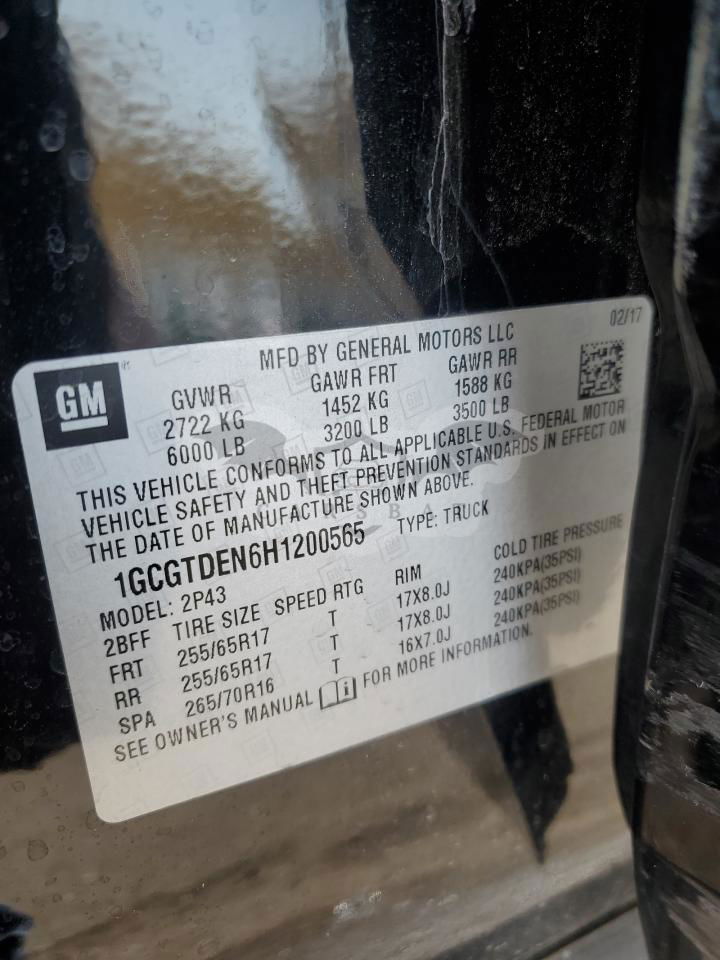 02/17
MFD BY GENERAL MOTORS LLC
GM
GVWR GAWR FRT GAWR RR
2722 KG 1452 KG 1588 KG
6000 LB 3200 LB 3500 LB
THIS VEHICLE CONFORMS TO ALL APPLICABLE U.S. FEDERAL MOTOR
VEHICLE SAFETY AND THEFT PREVENTION STANDARDS IN EFFECT ON
THE DATE OF MANUFACTURE SHOWN ABOVE.
1GCGTDEN6H1200565 TYPE: TRUCK
MODEL: 2P43
2BFF TIRE SIZE SPEED RTG RIM COLD TIRE PRESSURE
FRT 255/65R17 T 17X8.0J 240KPA(35PSI)
RR 255/65R17 T 17X8.0J 240KPA(35PSI)
SPA 265/70R16 T 16X7.0J 240KPA(35PSI)
SEE OWNER'S MANUAL FOR MORE INFORMATION.